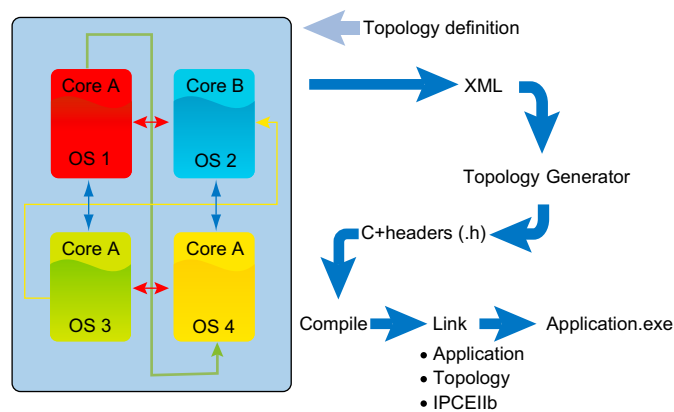 Topology definition
Core A
OS 1
Core B
OS 2
Core A
OS 3
Core A
OS 4
XML
Topology Generator
C+headers (.h)
Compile
Link
Application.exe
• Application
• Topology
• IPCEIIb